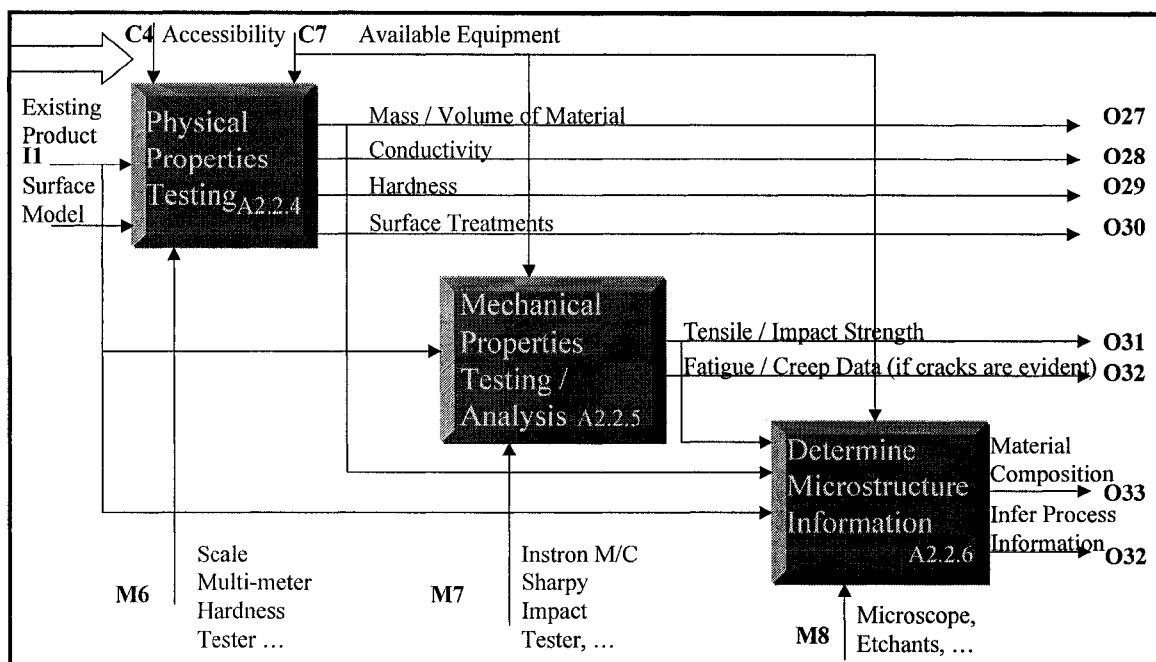 C4 Accessibility C7 Available Equipment
Existing
Product
I1
Surface
Model
Physical
Properties
Testing A2.2.4
Mass / Volume of Material O27
Conductivity O28
Hardness O29
Surface Treatments O30
Mechanical
Properties
Testing /
Analysis A2.2.5
Tensile / Impact Strength O31
Fatigue / Creep Data (if cracks are evident) O32
Determine
Microstructure
Information
A2.2.6
Material
Composition
O33
Infer Process
Information
O32
M6
Scale
Multi-meter
Hardness
Tester ...
M7
Instron M/C
Sharpy
Impact
Tester, ...
M8
Microscope,
Etchants, ...